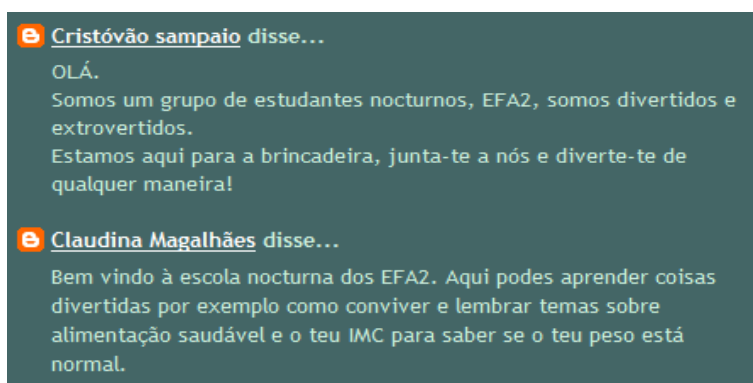 Cristóvão sampaio disse...
OLÁ.
Somos um grupo de estudantes nocturnos, EFA2, somos divertidos e
extrovertidos.
Estamos aqui para a brincadeira, junta-te a nós e diverte-te de
qualquer maneira!
Claudina Magalhães disse...
Bem vindo à escola nocturna dos EFA2. Aqui podes aprender coisas
divertidas por exemplo como conviver e lembrar temas sobre
alimentação saudável e o teu IMC para saber se o teu peso está
normal.